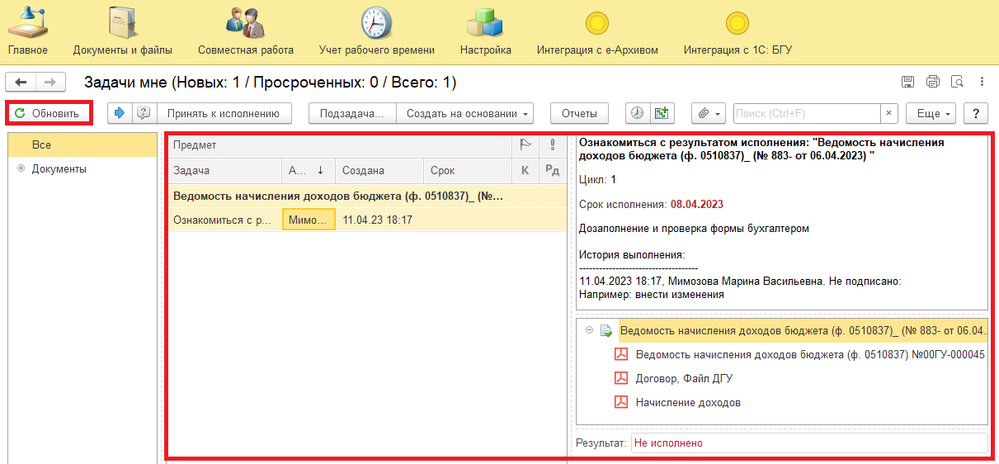 Главное
Документы и файлы
Совместная работа
Учет рабочего времени
Настройка
Интеграция с е-Архивом
Интеграция с 1С: БГУ
Задачи мне (Новых: 1 / Просроченных: 0 / Всего: 1)
Обновить
Принять к исполнению
Подзадача...
Создать на основании
Отчеты
Поиск (Ctrl+F)
×
Еще
?
Все
Документы
Предмет
Задача
А... ↓
Создана
Срок
К
Рд
Ведомость начисления доходов бюджета (ф. 0510837)_ (№...
Ознакомиться с р...
Мимо...
11.04.23 18:17
Ознакомиться с результатом исполнения: "Ведомость начисления
доходов бюджета (ф. 0510837)_ (№ 883- от 06.04.2023) "
Цикл: 1
Срок исполнения: 08.04.2023
Дозаполнение и проверка формы бухгалтером
История выполнения:
------------------------------------
11.04.2023 18:17, Мимозова Марина Васильевна. Не подписано:
Например: внести изменения
Ведомость начисления доходов бюджета (ф. 0510837)_ (№ 883- от 06.04...
Ведомость начисления доходов бюджета (ф. 0510837) №00ГУ-000045
Договор, Файл ДГУ
Начисление доходов
Результат: Не исполнено